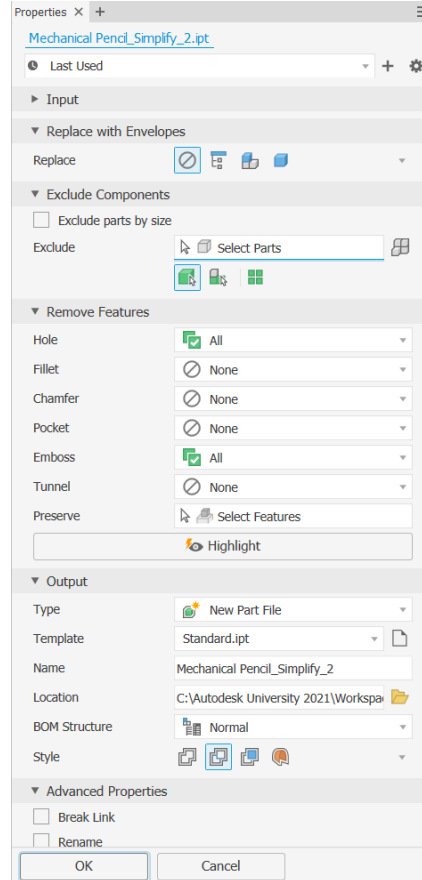 Properties
Mechanical Pencil_Simplify_2.ipt
Last Used
Input
Replace with Envelopes
Replace
Exclude Components
Exclude parts by size
Exclude Select Parts
Remove Features
Hole All
Fillet None
Chamfer None
Pocket None
Emboss All
Tunnel None
Preserve Select Features
Highlight
Output
Type New Part File
Template Standard.ipt
Name Mechanical Pencil_Simplify_2
Location C:\Autodesk University 2021\Workspa
BOM Structure Normal
Style
Advanced Properties
Break Link
Rename
OK Cancel